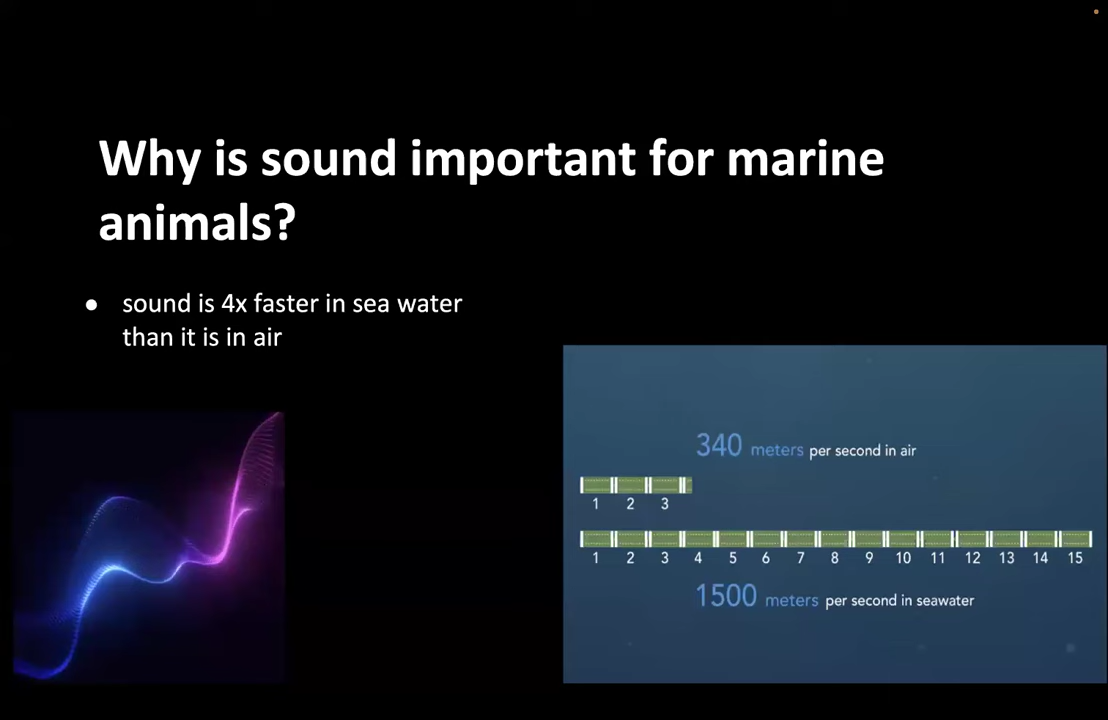 Why is sound important for marine
animals?
● sound is 4x faster in sea water
than it is in air
340 meters per second in air
1 2 3
1 2 3 4 5 6 7 8 9 10 11 12 13 14 15
1500 meters per second in seawater